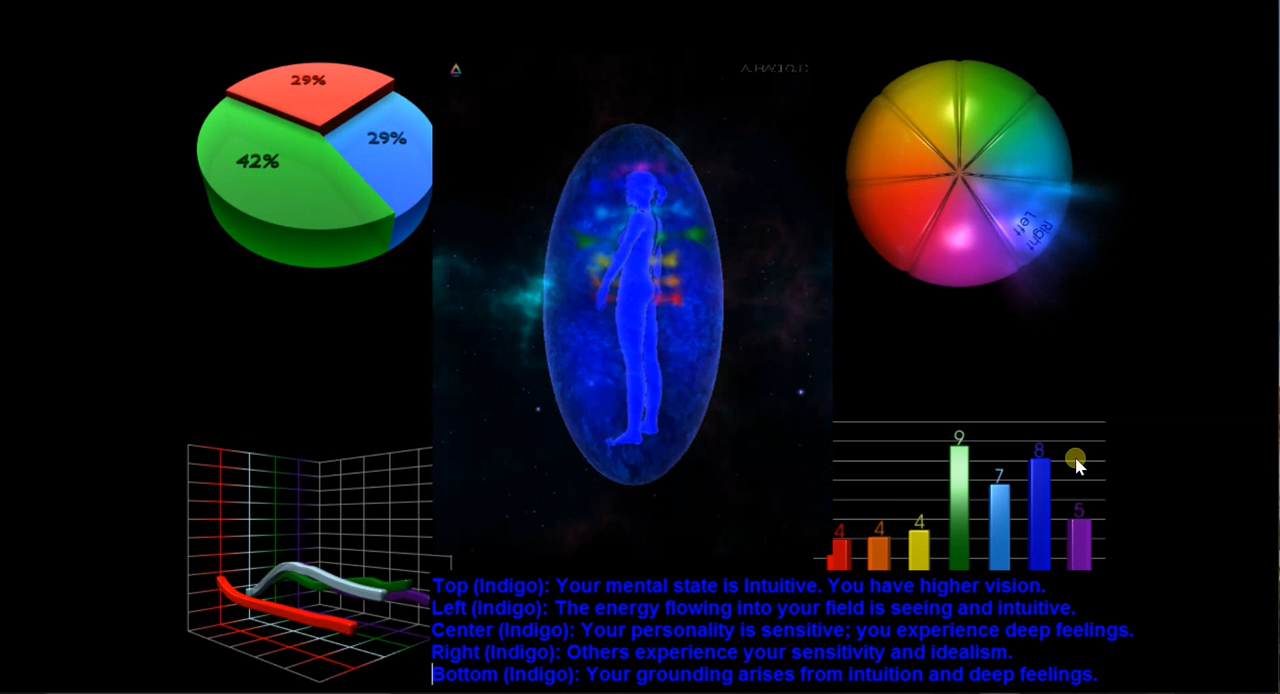 29%
29%
42%
Right
Left
9
8
7
4
4
4
5
Top (Indigo): Your mental state is Intuitive. You have higher vision.
Left (Indigo): The energy flowing into your field is seeing and intuitive.
Center (Indigo): Your personality is sensitive; you experience deep feelings.
Right (Indigo): Others experience your sensitivity and idealism.
Bottom (Indigo): Your grounding arises from intuition and deep feelings.